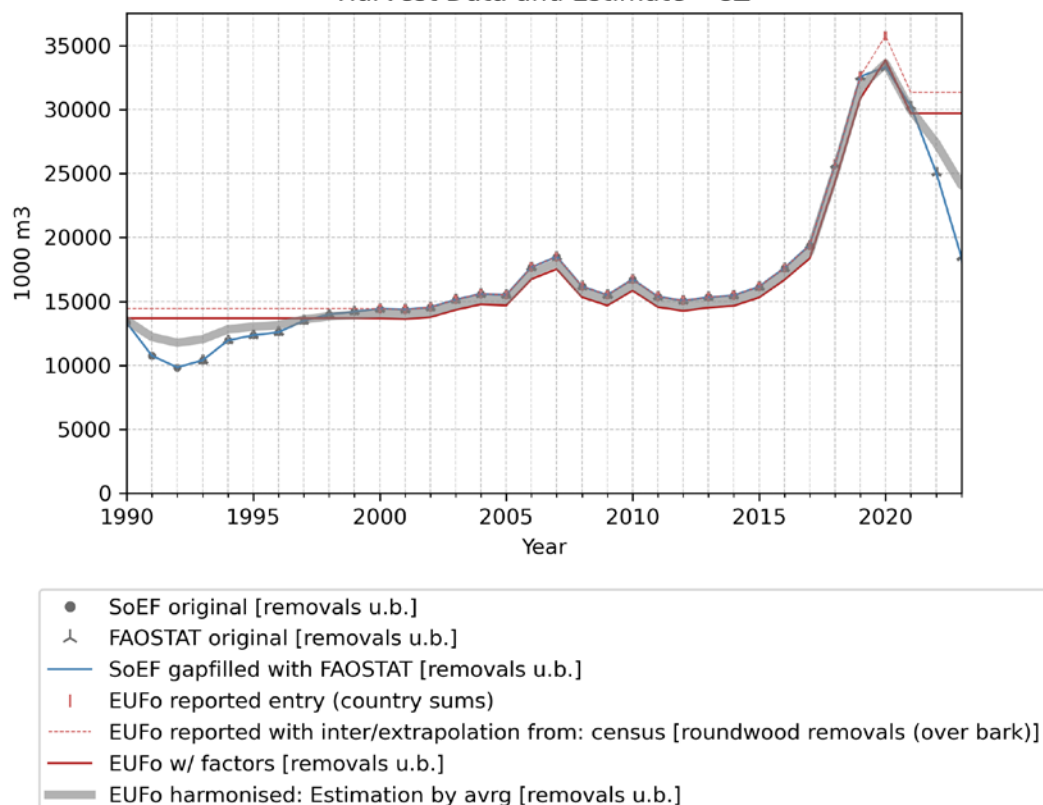 35000
30000
25000
20000
15000
10000
5000
0
1000 m3
1990
1995
2000
2005
2010
2015
2020
Year
SoEF original [removals u.b.]
FAOSTAT original [removals u.b.]
SoEF gapfilled with FAOSTAT [removals u.b.]
EUFo reported entry (country sums)
EUFo reported with inter/extrapolation from: census [roundwood removals (over bark)]
EUFo w/ factors [removals u.b.]
EUFo harmonised: Estimation by avrg [removals u.b.]